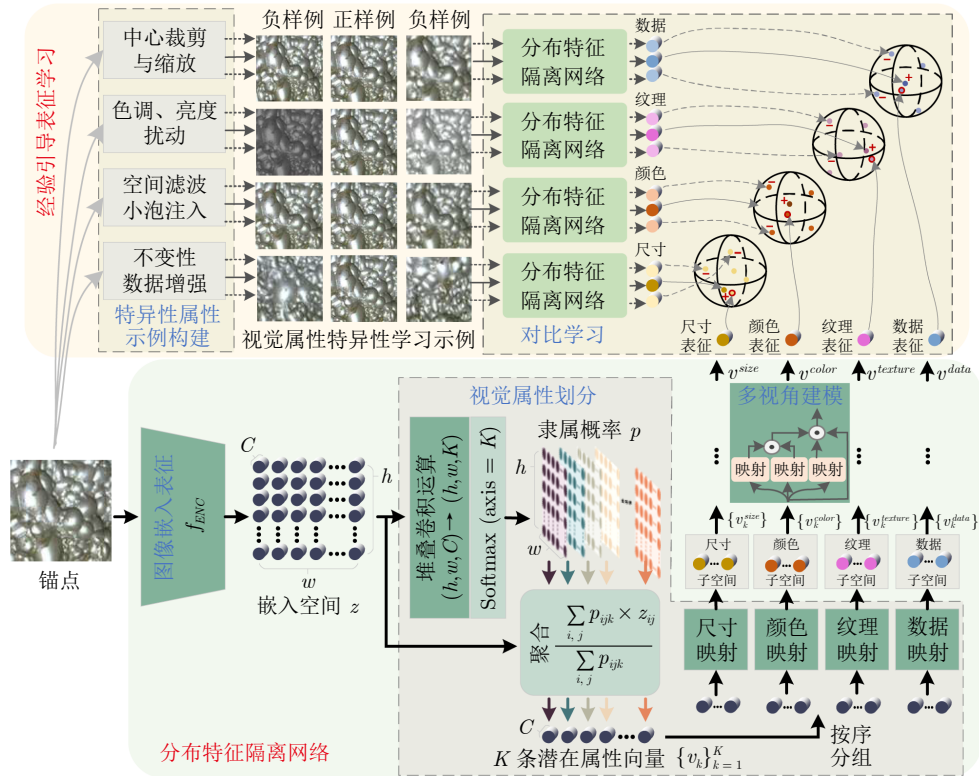 经验引导表征学习
中心裁剪
与缩放
色调、亮度
扰动
空间滤波
小泡注入
不变性
数据增强
特异性属性
示例构建
负样例
正样例
负样例
视觉属性特异性学习示例
分布特征
隔离网络
分布特征
隔离网络
分布特征
隔离网络
分布特征
隔离网络
对比学习
数据
纹理
颜色
尺寸
尺寸
表征
颜色
表征
纹理
表征
数据
表征
v^{size}
v^{color}
v^{texture}
v^{data}
多视角建模
映射
映射
映射
{v_k^{size}}
{v_k^{color}}
{v_k^{texture}}
{v_k^{data}}
尺寸
子空间
颜色
子空间
纹理
子空间
数据
子空间
尺寸
映射
颜色
映射
纹理
映射
数据
映射
按序
分组
锚点
图像嵌入表征
f_{ENC}
C
h
w
嵌入空间 z
视觉属性划分
堆叠卷积运算
(h,w,C)→(h,w,K)
Softmax (axis = K)
隶属概率 p
h
w
聚合
\frac{\sum_{i, j} p_{ijk} × z_{ij}}{\sum_{i, j} p_{ijk}}
C
K 条潜在属性向量 {v_k}_{k=1}^{K}
分布特征隔离网络